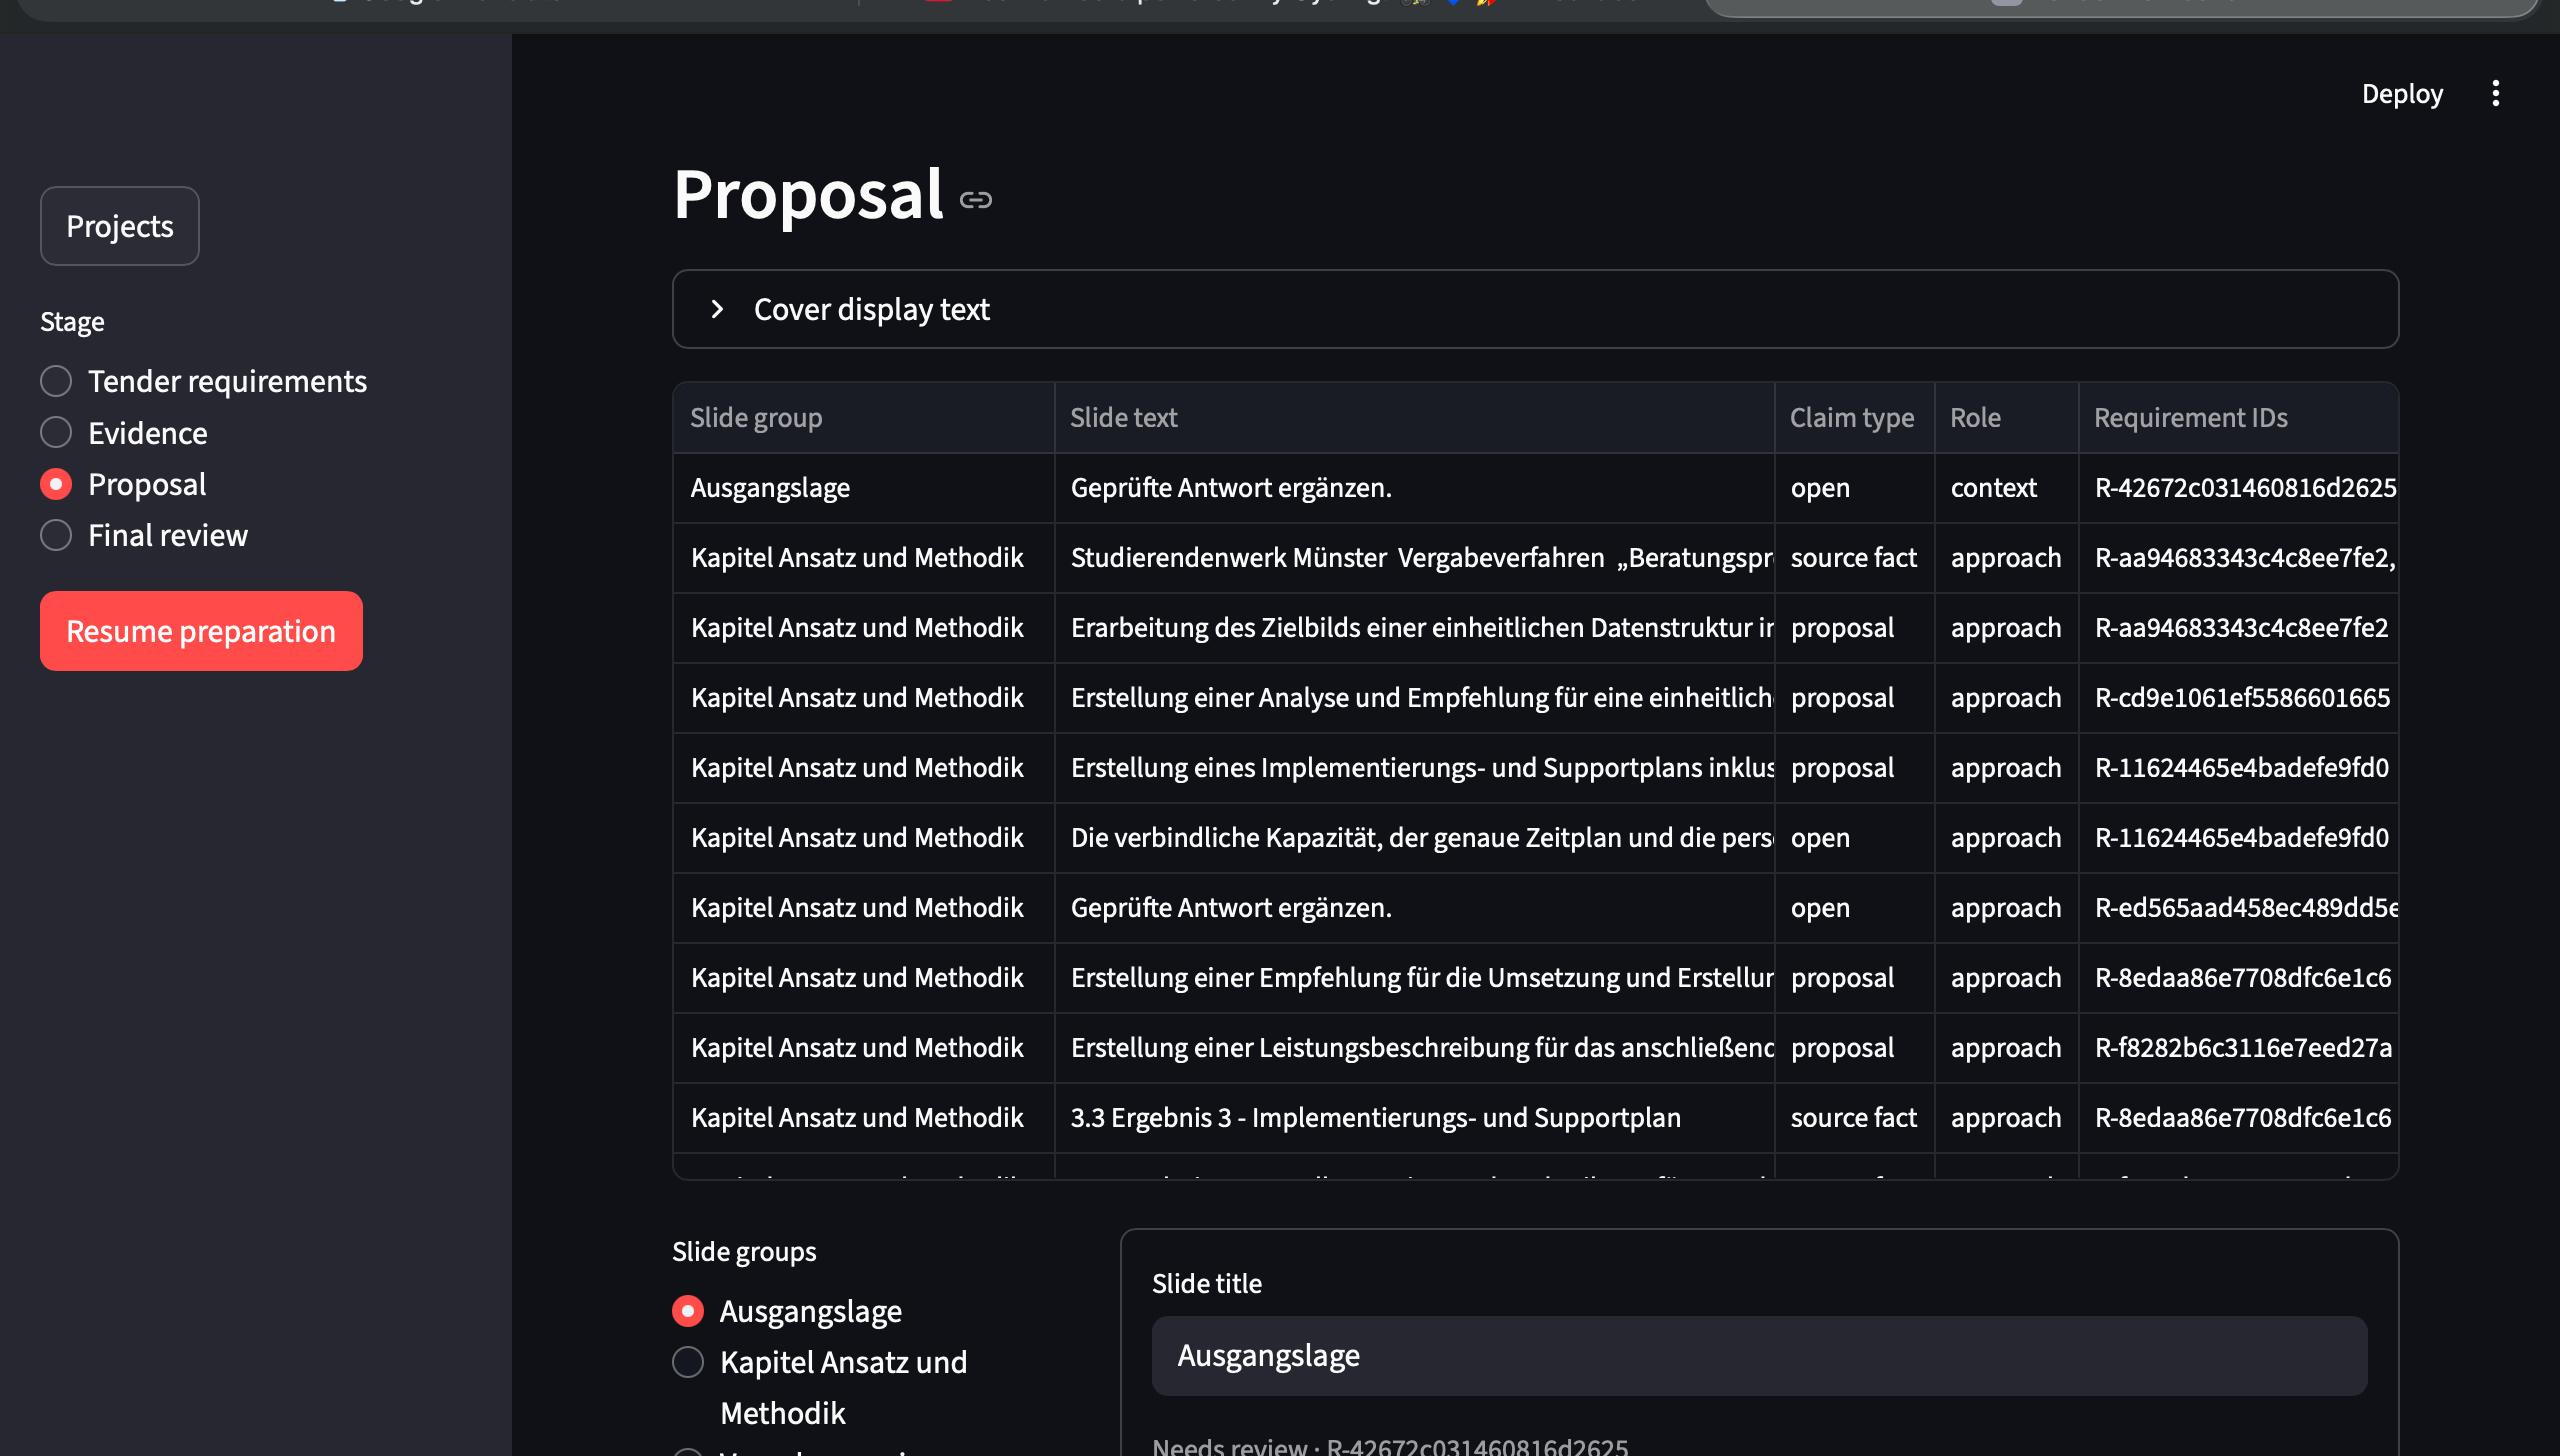 Deploy
Projects
Stage
Tender requirements
Evidence
Proposal
Final review
Resume preparation
Proposal
Cover display text
Slide group Slide text Claim type Role Requirement IDs
Ausgangslage Geprüfte Antwort ergänzen. open context R-42672c031460816d2625
Kapitel Ansatz und Methodik Studierendenwerk Münster Vergabeverfahren „Beratungspr source fact approach R-aa94683343c4c8ee7fe2,
Kapitel Ansatz und Methodik Erarbeitung des Zielbilds einer einheitlichen Datenstruktur in proposal approach R-aa94683343c4c8ee7fe2
Kapitel Ansatz und Methodik Erstellung einer Analyse und Empfehlung für eine einheitlich proposal approach R-cd9e1061ef5586601665
Kapitel Ansatz und Methodik Erstellung eines Implementierungs- und Supportplans inklus proposal approach R-11624465e4badefe9fd0
Kapitel Ansatz und Methodik Die verbindliche Kapazität, der genaue Zeitplan und die pers open approach R-11624465e4badefe9fd0
Kapitel Ansatz und Methodik Geprüfte Antwort ergänzen. open approach R-ed565aad458ec489dd5e
Kapitel Ansatz und Methodik Erstellung einer Empfehlung für die Umsetzung und Erstellun proposal approach R-8edaa86e7708dfc6e1c6
Kapitel Ansatz und Methodik Erstellung einer Leistungsbeschreibung für das anschließend proposal approach R-f8282b6c3116e7eed27a
Kapitel Ansatz und Methodik 3.3 Ergebnis 3 - Implementierungs- und Supportplan source fact approach R-8edaa86e7708dfc6e1c6
Slide groups
Ausgangslage
Kapitel Ansatz und
Methodik
Slide title
Ausgangslage
Needs review · R-42672c031460816d2625